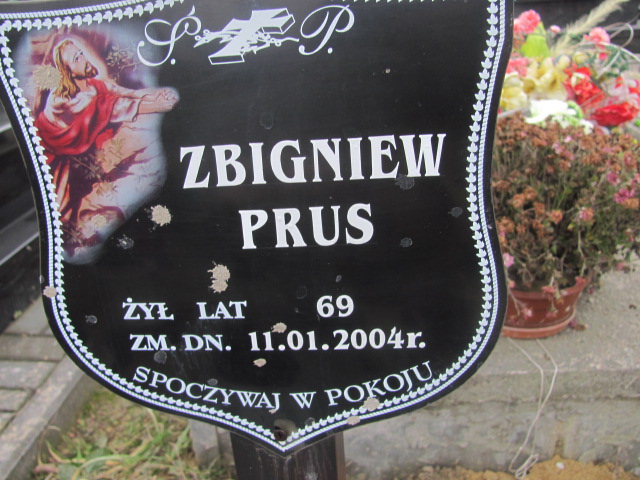 Ś. P.
ZBIGNIEW
PRUS
ŻYŁ LAT 69
ZM. DN. 11.01.2004r.
SPOCZYWAJ W POKOJU